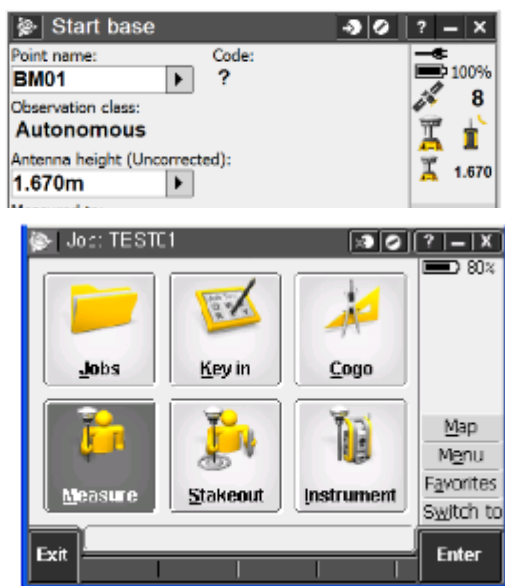 Start base
? – X
Point name:
Code:
BM01
?
100%
Observation class:
8
Autonomous
Antenna height (Uncorrected):
1.670
1.670m
Job: TEST01
? – X
80%
Jobs
Key in
Cogo
Measure
Stakeout
Instrument
Map
Menu
Favorites
Switch to
Exit
Enter